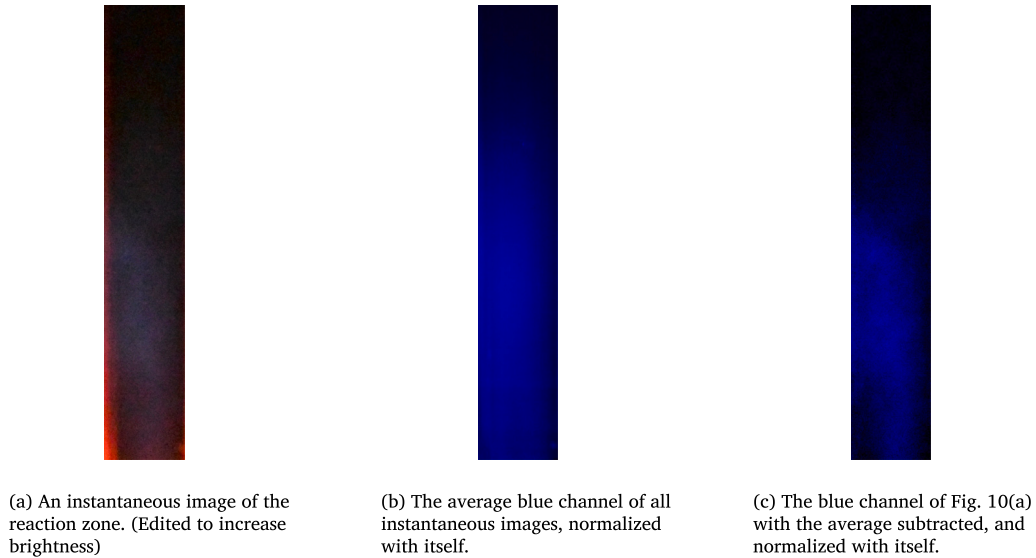 (a) An instantaneous image of the
reaction zone. (Edited to increase
brightness)
(b) The average blue channel of all
instantaneous images, normalized
with itself.
(c) The blue channel of Fig. 10(a)
with the average subtracted, and
normalized with itself.